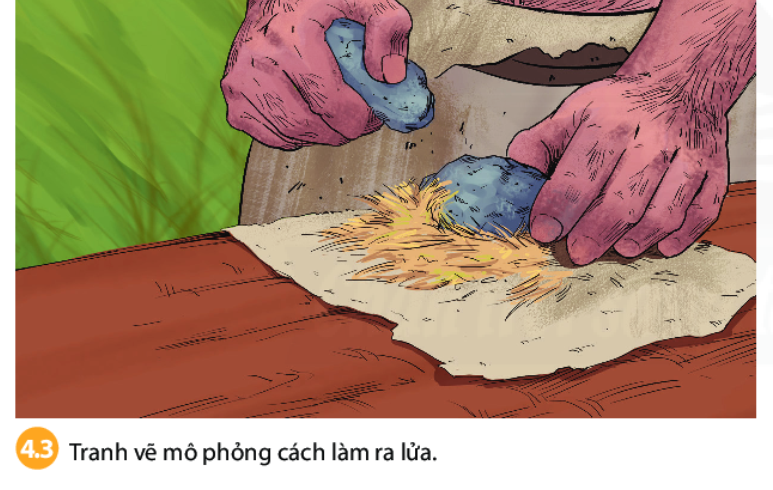 4.3 Tranh vẽ mô phỏng cách làm ra lửa.